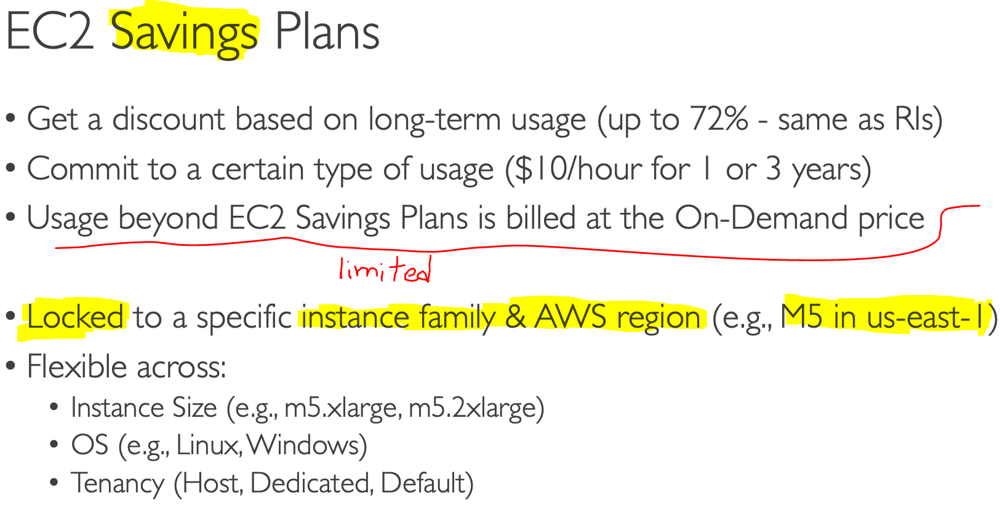 EC2 Savings Plans
• Get a discount based on long-term usage (up to 72% - same as RIs)
• Commit to a certain type of usage ($10/hour for 1 or 3 years)
• Usage beyond EC2 Savings Plans is billed at the On-Demand price
limited
• Locked to a specific instance family & AWS region (e.g., M5 in us-east-1)
• Flexible across:
• Instance Size (e.g., m5.xlarge, m5.2xlarge)
• OS (e.g., Linux, Windows)
• Tenancy (Host, Dedicated, Default)